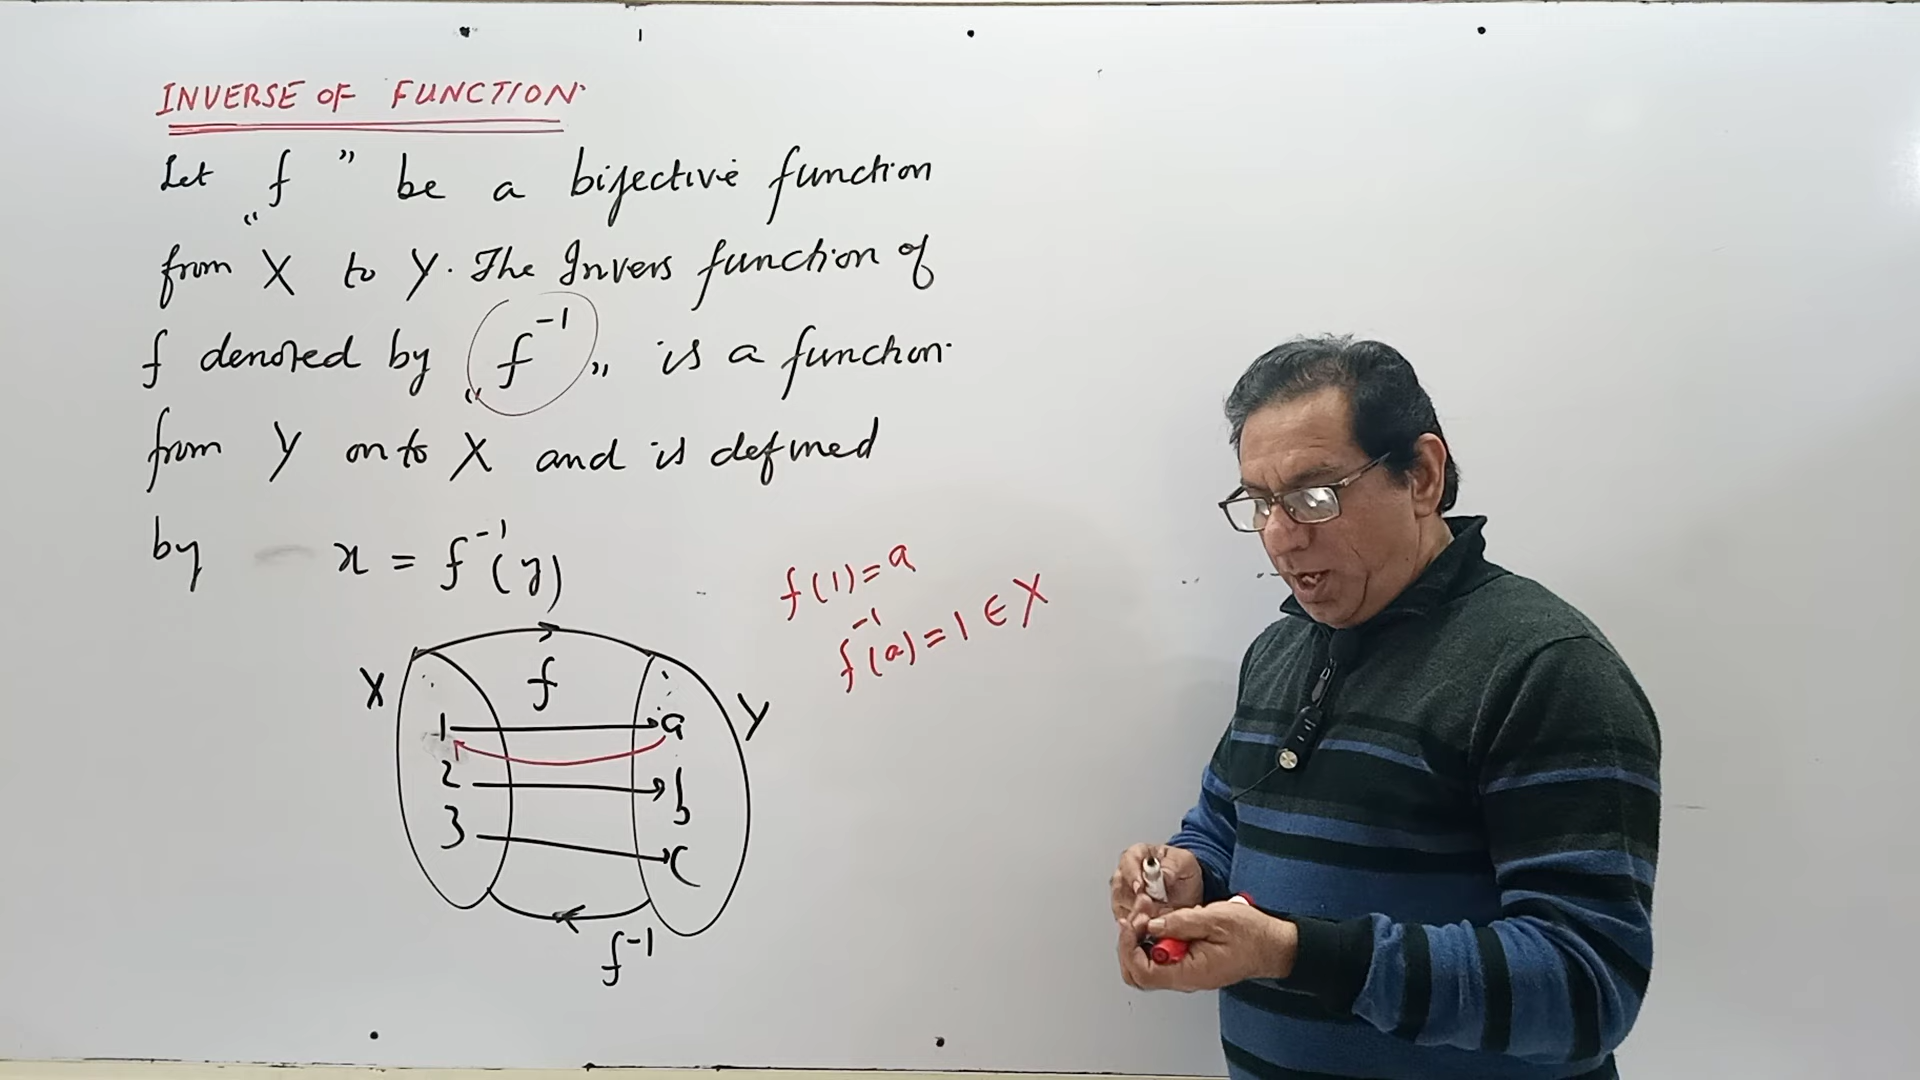 INVERSE OF FUNCTION.
Let "f" be a bijective function
from X to Y. The Invers function of
f denoted by "f⁻¹" is a function.
from Y onto X and is defined
by x = f⁻¹(y)
f(1)=a
f⁻¹(a)=1 ∈ X
X f Y
1 a
2 b
3 c
f⁻¹